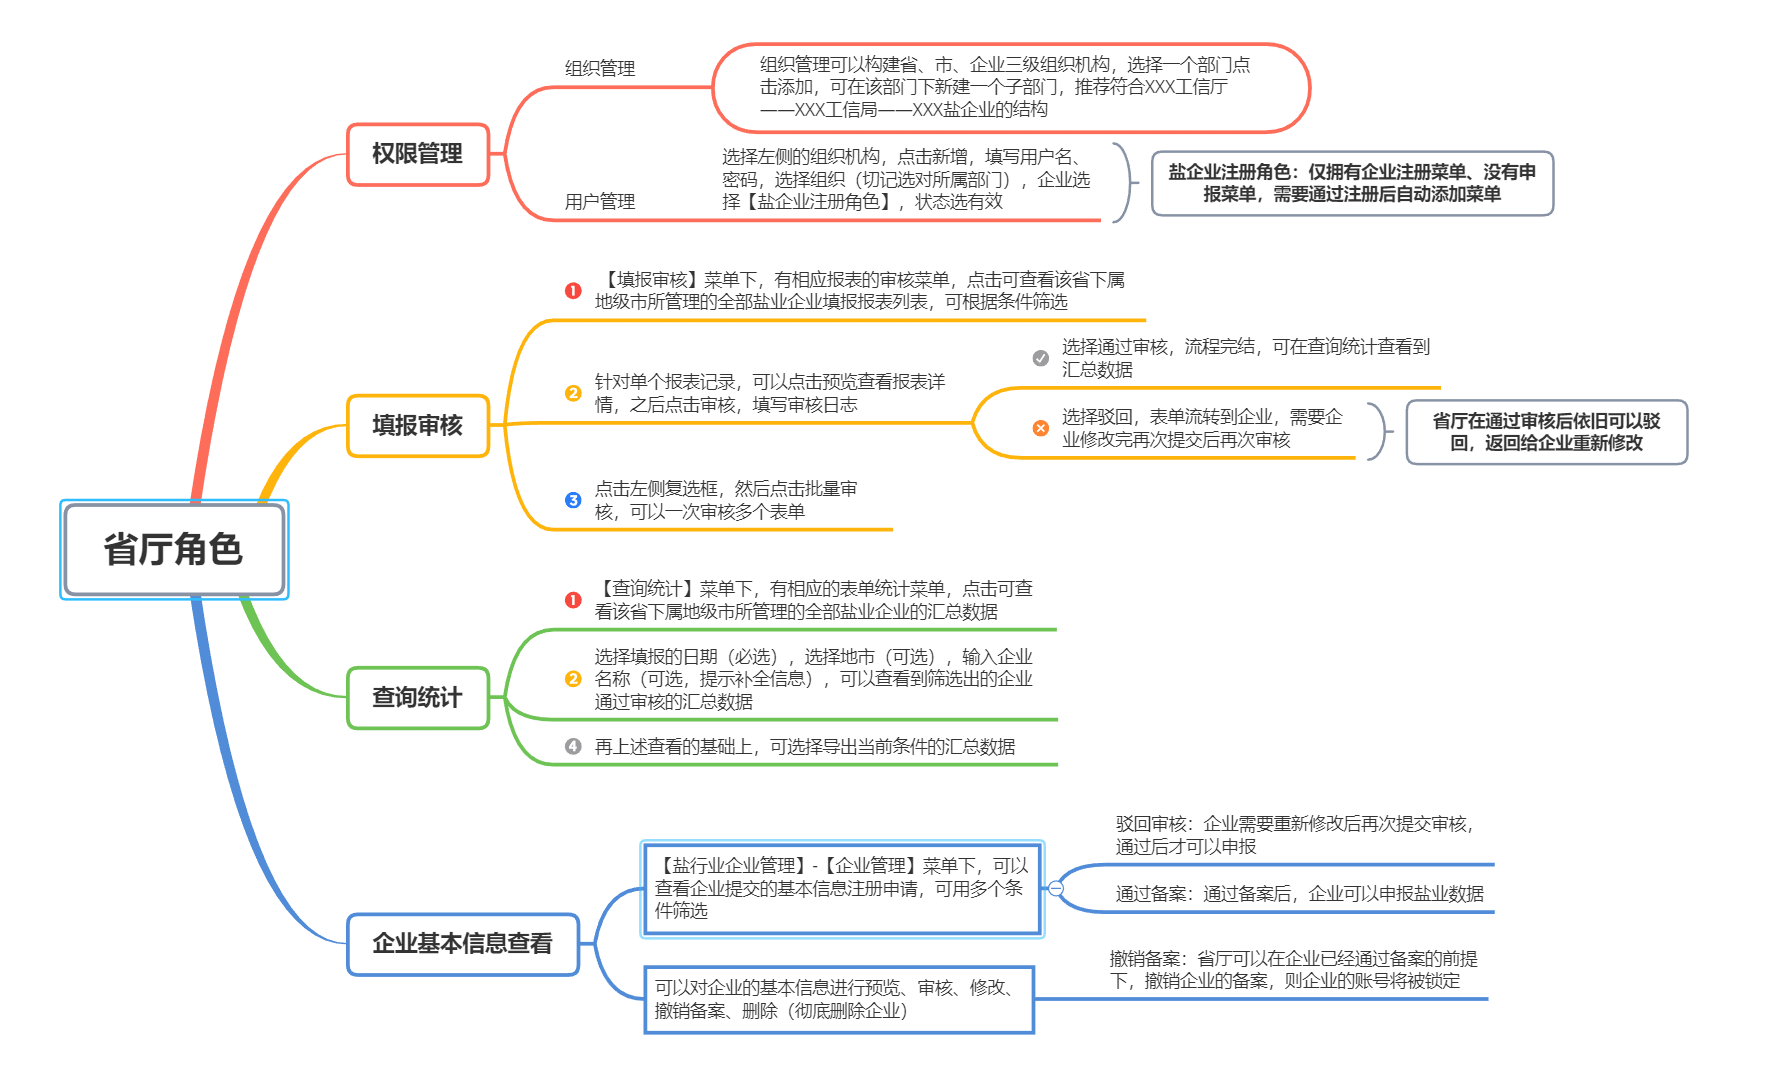 省厅角色
权限管理
组织管理
组织管理可以构建省、市、企业三级组织机构，选择一个部门点
击添加，可在该部门下新建一个子部门，推荐符合XXX工信厅
——XXX工信局——XXX盐企业的结构
用户管理
选择左侧的组织机构，点击新增，填写用户名、
密码，选择组织（切记选对所属部门），企业选
择【盐企业注册角色】，状态选有效
盐企业注册角色：仅拥有企业注册菜单、没有申
报菜单，需要通过注册后自动添加菜单
填报审核
1 【填报审核】菜单下，有相应报表的审核菜单，点击可查看该省下属
地级市所管理的全部盐业企业填报报表列表，可根据条件筛选
2 针对单个报表记录，可以点击预览查看报表详
情，之后点击审核，填写审核日志
选择通过审核，流程完结，可在查询统计查看到
汇总数据
选择驳回，表单流转到企业，需要企
业修改完再次提交后再次审核
省厅在通过审核后依旧可以驳
回，返回给企业重新修改
3 点击左侧复选框，然后点击批量审
核，可以一次审核多个表单
查询统计
1 【查询统计】菜单下，有相应的表单统计菜单，点击可查
看该省下属地级市所管理的全部盐业企业的汇总数据
2 选择填报的日期（必选），选择地市（可选），输入企业
名称（可选，提示补全信息），可以查看到筛选出的企业
通过审核的汇总数据
4 再上述查看的基础上，可选择导出当前条件的汇总数据
企业基本信息查看
【盐行业企业管理】-【企业管理】菜单下，可以
查看企业提交的基本信息注册申请，可用多个条
件筛选
驳回审核：企业需要重新修改后再次提交审核，
通过后才可以申报
通过备案：通过备案后，企业可以申报盐业数据
可以对企业的基本信息进行预览、审核、修改、
撤销备案、删除（彻底删除企业）
撤销备案：省厅可以在企业已经通过备案的前提
下，撤销企业的备案，则企业的账号将被锁定